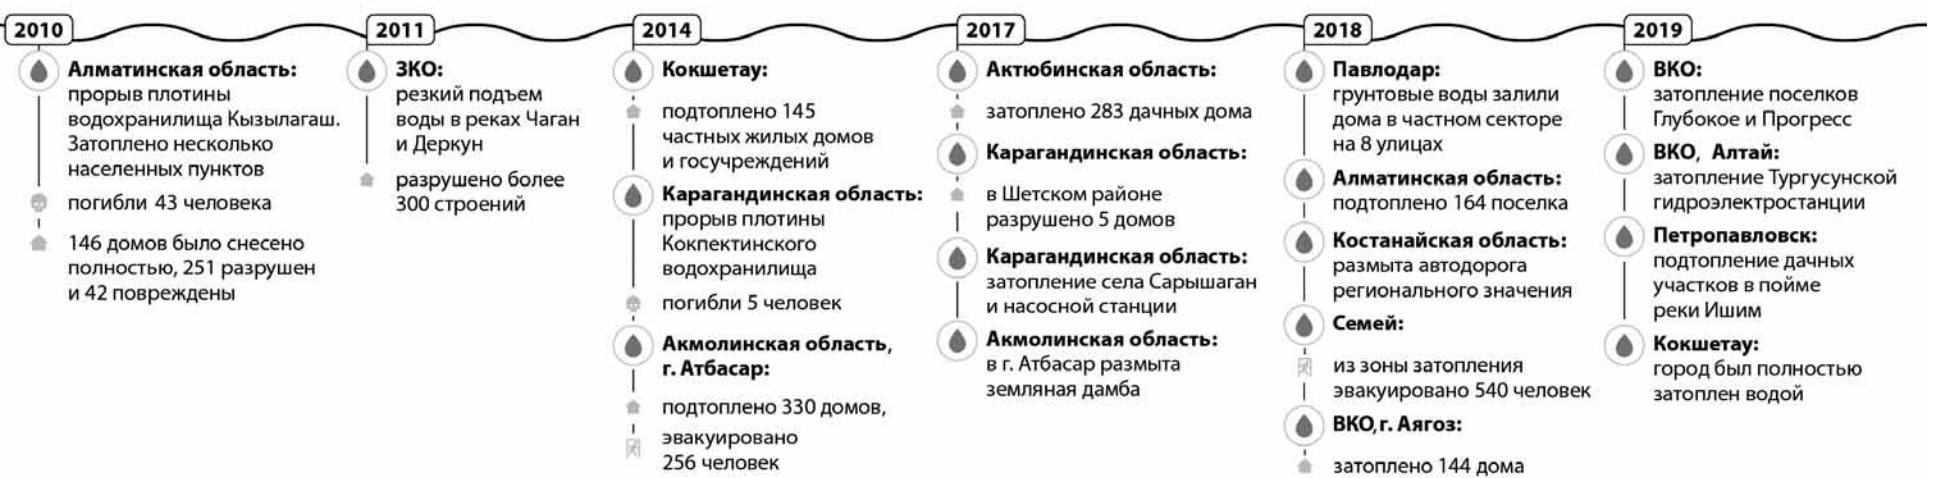 2010
Алматинская область:
прорыв плотины
водохранилища Кызылагаш.
Затоплено несколько
населенных пунктов
погибли 43 человека
146 домов было снесено
полностью, 251 разрушен
и 42 повреждены
2011
ЗКО:
резкий подъем
воды в реках Чаган
и Деркун
разрушено более
300 строений
2014
Кокшетау:
подтоплено 145
частных жилых домов
и госучреждений
Карагандинская область:
прорыв плотины
Кокпектинского
водохранилища
погибли 5 человек
Акмолинская область,
г. Атбасар:
подтоплено 330 домов,
эвакуировано
256 человек
2017
Актюбинская область:
затоплено 283 дачных дома
Карагандинская область:
в Шетском районе
разрушено 5 домов
Карагандинская область:
затопление села Сарышаган
и насосной станции
Акмолинская область:
в г. Атбасар размыта
земляная дамба
2018
Павлодар:
грунтовые воды залили
дома в частном секторе
на 8 улицах
Алматинская область:
подтоплено 164 поселка
Костанайская область:
размыта автодорога
регионального значения
Семей:
из зоны затопления
эвакуировано 540 человек
ВКО, г. Аягоз:
затоплено 144 дома
2019
ВКО:
затопление поселков
Глубокое и Прогресс
ВКО, Алтай:
затопление Тургусунской
гидроэлектростанции
Петропавловск:
подтопление дачных
участков в пойме
реки Ишим
Кокшетау:
город был полностью
затоплен водой